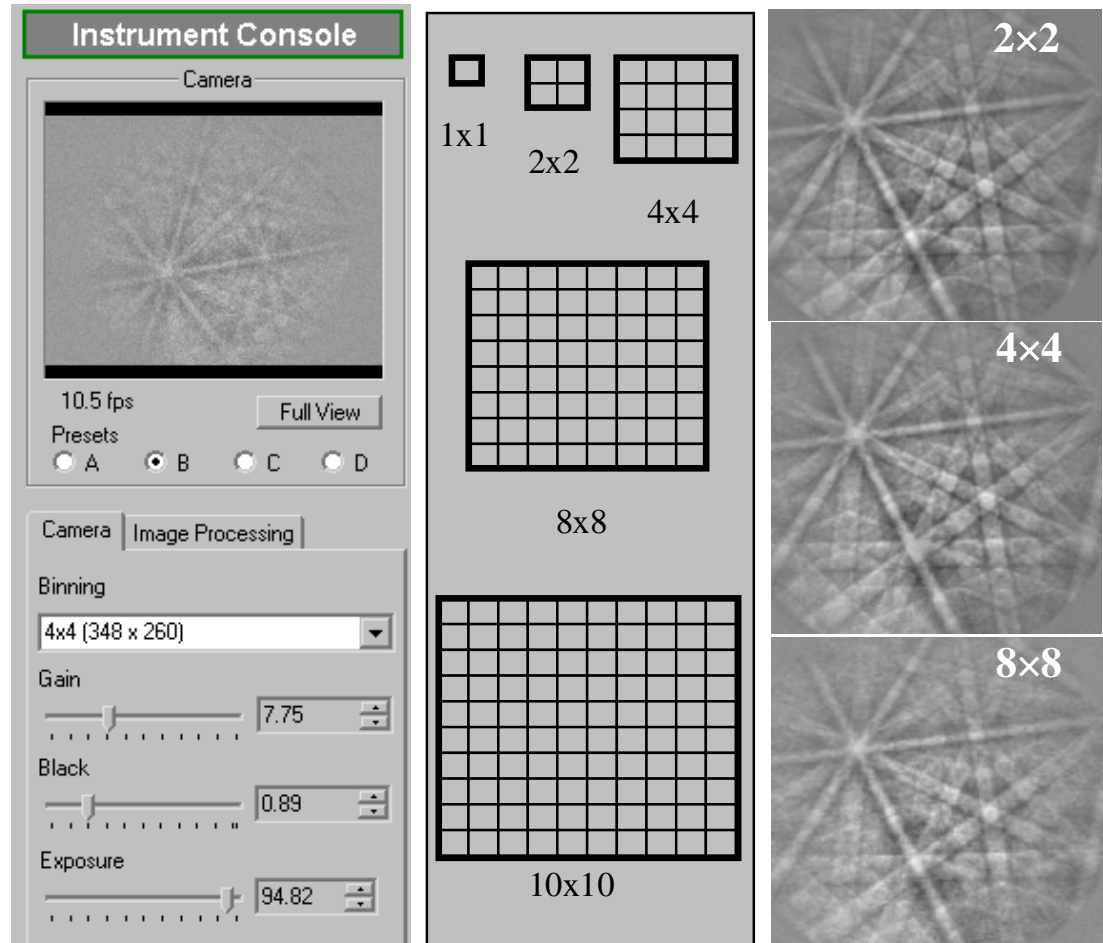 Instrument Console
Camera
10.5 fps
Full View
Presets
A B C D
Camera Image Processing
Binning
4x4 (348 x 260)
Gain
7.75
Black
0.89
Exposure
94.82
1x1
2x2
4x4
8x8
10x10
2×2
4×4
8×8